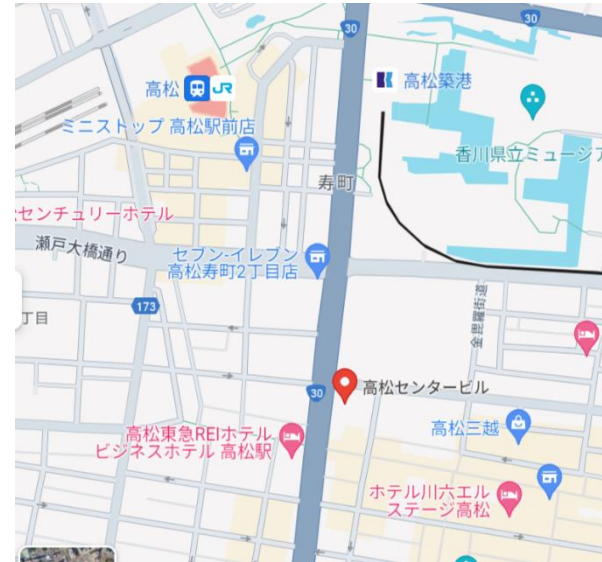 30
30
高松
JR
高松築港
ミニストップ 高松駅前店
香川県立ミュージア
寿町
センチュリーホテル
瀬戸大橋通り
セブン-イレブン
高松寿町2丁目店
173
丁目
金毘羅街道
30
高松センタービル
高松東急REIホテル
ビジネスホテル 高松駅
高松三越
ホテル川六エル
ステージ高松